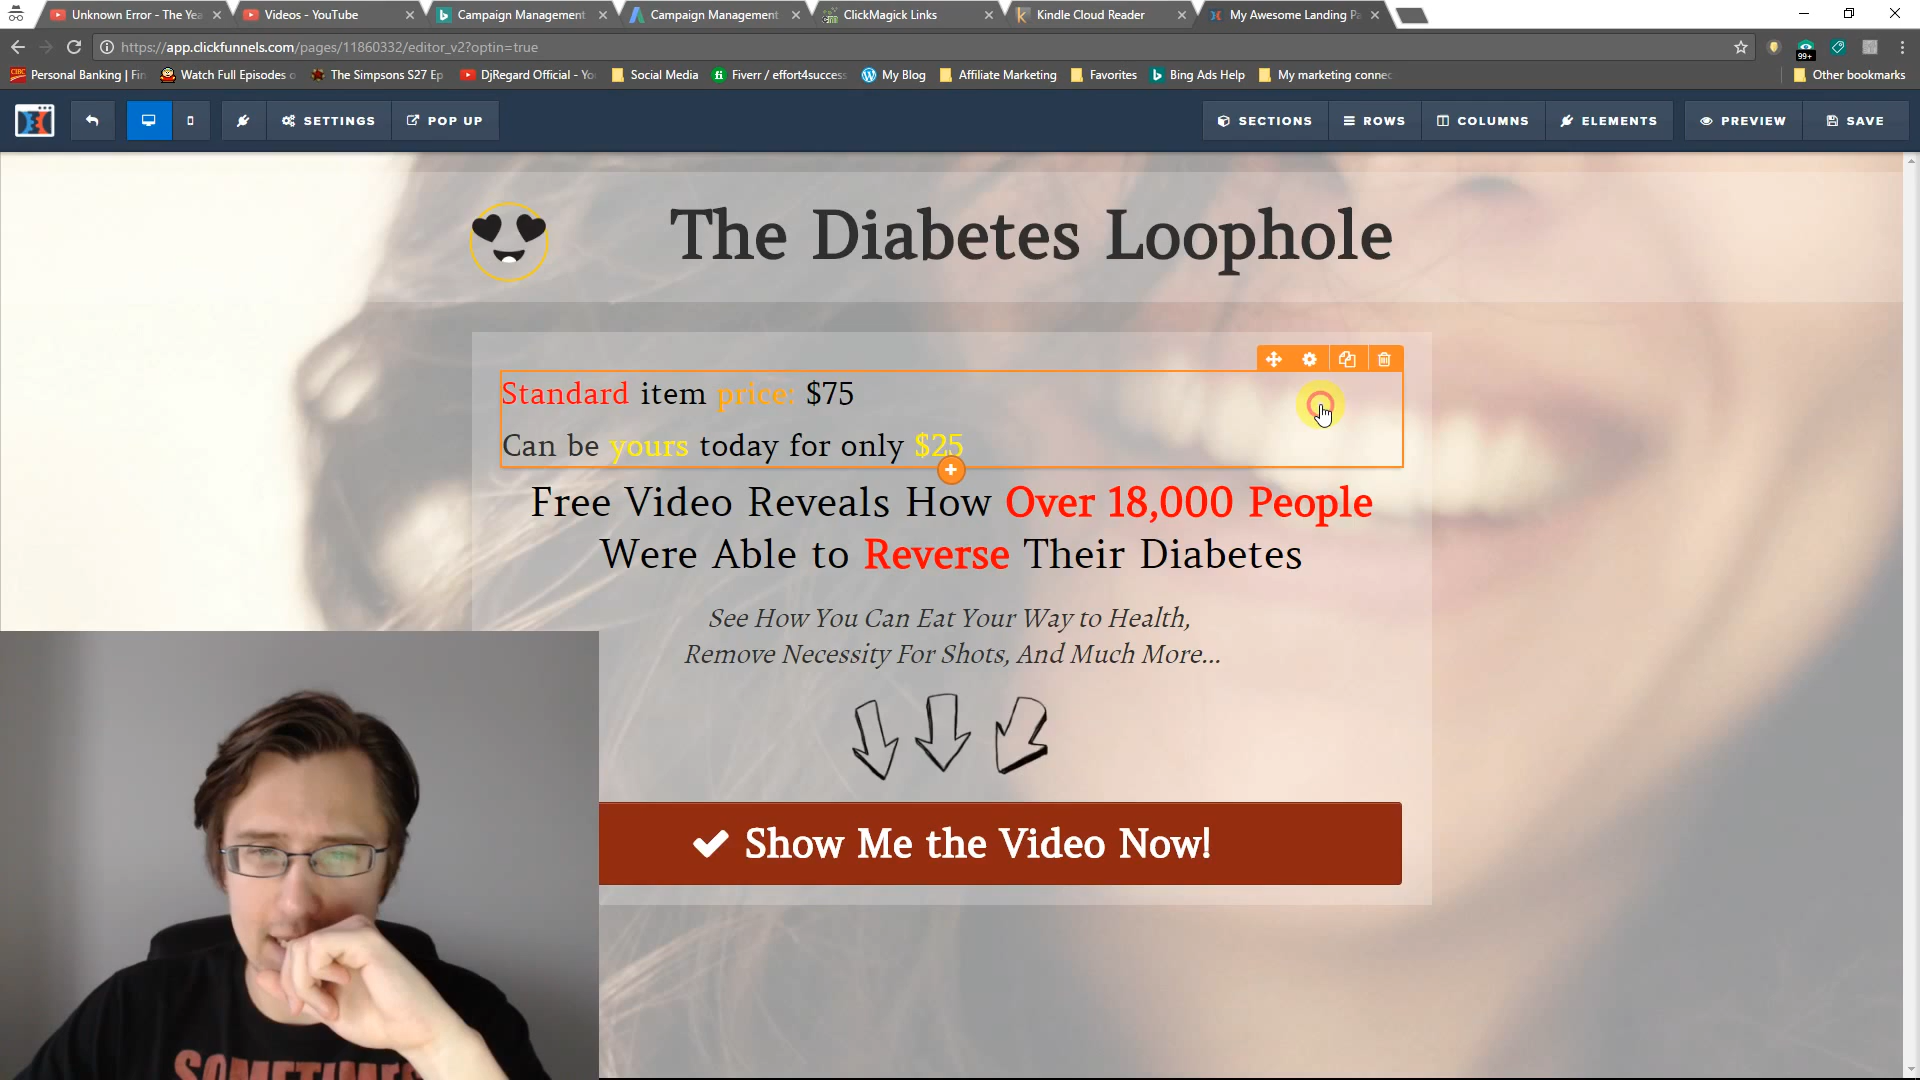 Unknown Error - The Yea
Videos - YouTube
Campaign Management
Campaign Management
ClickMagick Links
Kindle Cloud Reader
My Awesome Landing Pa
https://app.clickfunnels.com/pages/11860332/editor_v2?optin=true
99+
CIBC
Personal Banking | Fin
Watch Full Episodes o
The Simpsons S27 Ep
DjRegard Official - Yo
Social Media
Fiverr / effort4success
My Blog
Affiliate Marketing
Favorites
Bing Ads Help
My marketing connec
Other bookmarks
SETTINGS
POP UP
SECTIONS
ROWS
COLUMNS
ELEMENTS
PREVIEW
SAVE
The Diabetes Loophole
Standard item price: $75
Can be yours today for only $25
Free Video Reveals How Over 18,000 People
Were Able to Reverse Their Diabetes
See How You Can Eat Your Way to Health,
Remove Necessity For Shots, And Much More...
Show Me the Video Now!
SOMETIMES